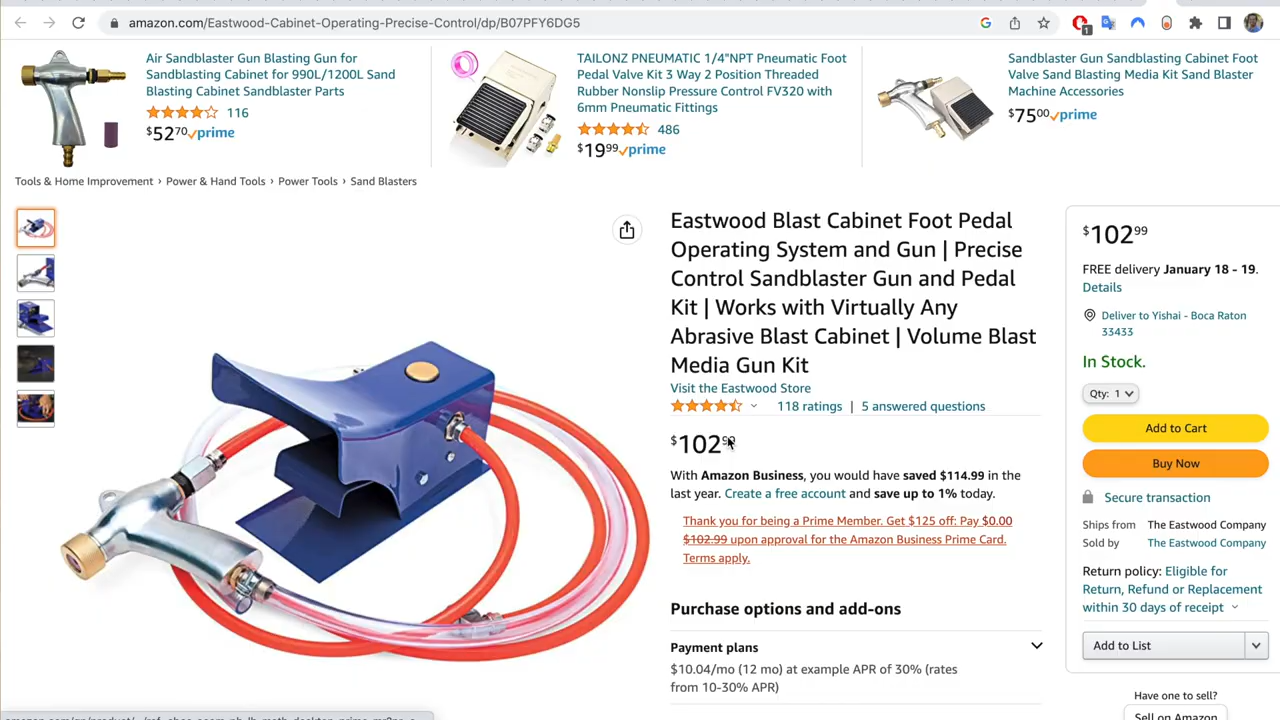 amazon.com/Eastwood-Cabinet-Operating-Precise-Control/dp/B07PFY6DG5
1
Air Sandblaster Gun Blasting Gun for
Sandblasting Cabinet for 990L/1200L Sand
Blasting Cabinet Sandblaster Parts
116
$52.70 prime
TAILONZ PNEUMATIC 1/4"NPT Pneumatic Foot
Pedal Valve Kit 3 Way 2 Position Threaded
Rubber Nonslip Pressure Control FV320 with
6mm Pneumatic Fittings
486
$19.99 prime
Sandblaster Gun Sandblasting Cabinet Foot
Valve Sand Blasting Media Kit Sand Blaster
Machine Accessories
$75.00 prime
Tools & Home Improvement › Power & Hand Tools › Power Tools › Sand Blasters
Eastwood Blast Cabinet Foot Pedal
Operating System and Gun | Precise
Control Sandblaster Gun and Pedal
Kit | Works with Virtually Any
Abrasive Blast Cabinet | Volume Blast
Media Gun Kit
Visit the Eastwood Store
118 ratings | 5 answered questions
$102.99
With Amazon Business, you would have saved $114.99 in the
last year. Create a free account and save up to 1% today.
Thank you for being a Prime Member. Get $125 off: Pay $0.00
$102.99 upon approval for the Amazon Business Prime Card.
Terms apply.
Purchase options and add-ons
Payment plans
$10.04/mo (12 mo) at example APR of 30% (rates
from 10-30% APR)
$102.99
FREE delivery January 18 - 19.
Details
Deliver to Yishai - Boca Raton
33433
In Stock.
Qty: 1
Add to Cart
Buy Now
Secure transaction
Ships from The Eastwood Company
Sold by The Eastwood Company
Return policy: Eligible for
Return, Refund or Replacement
within 30 days of receipt
Add to List
Have one to sell?
Sell on Amazon